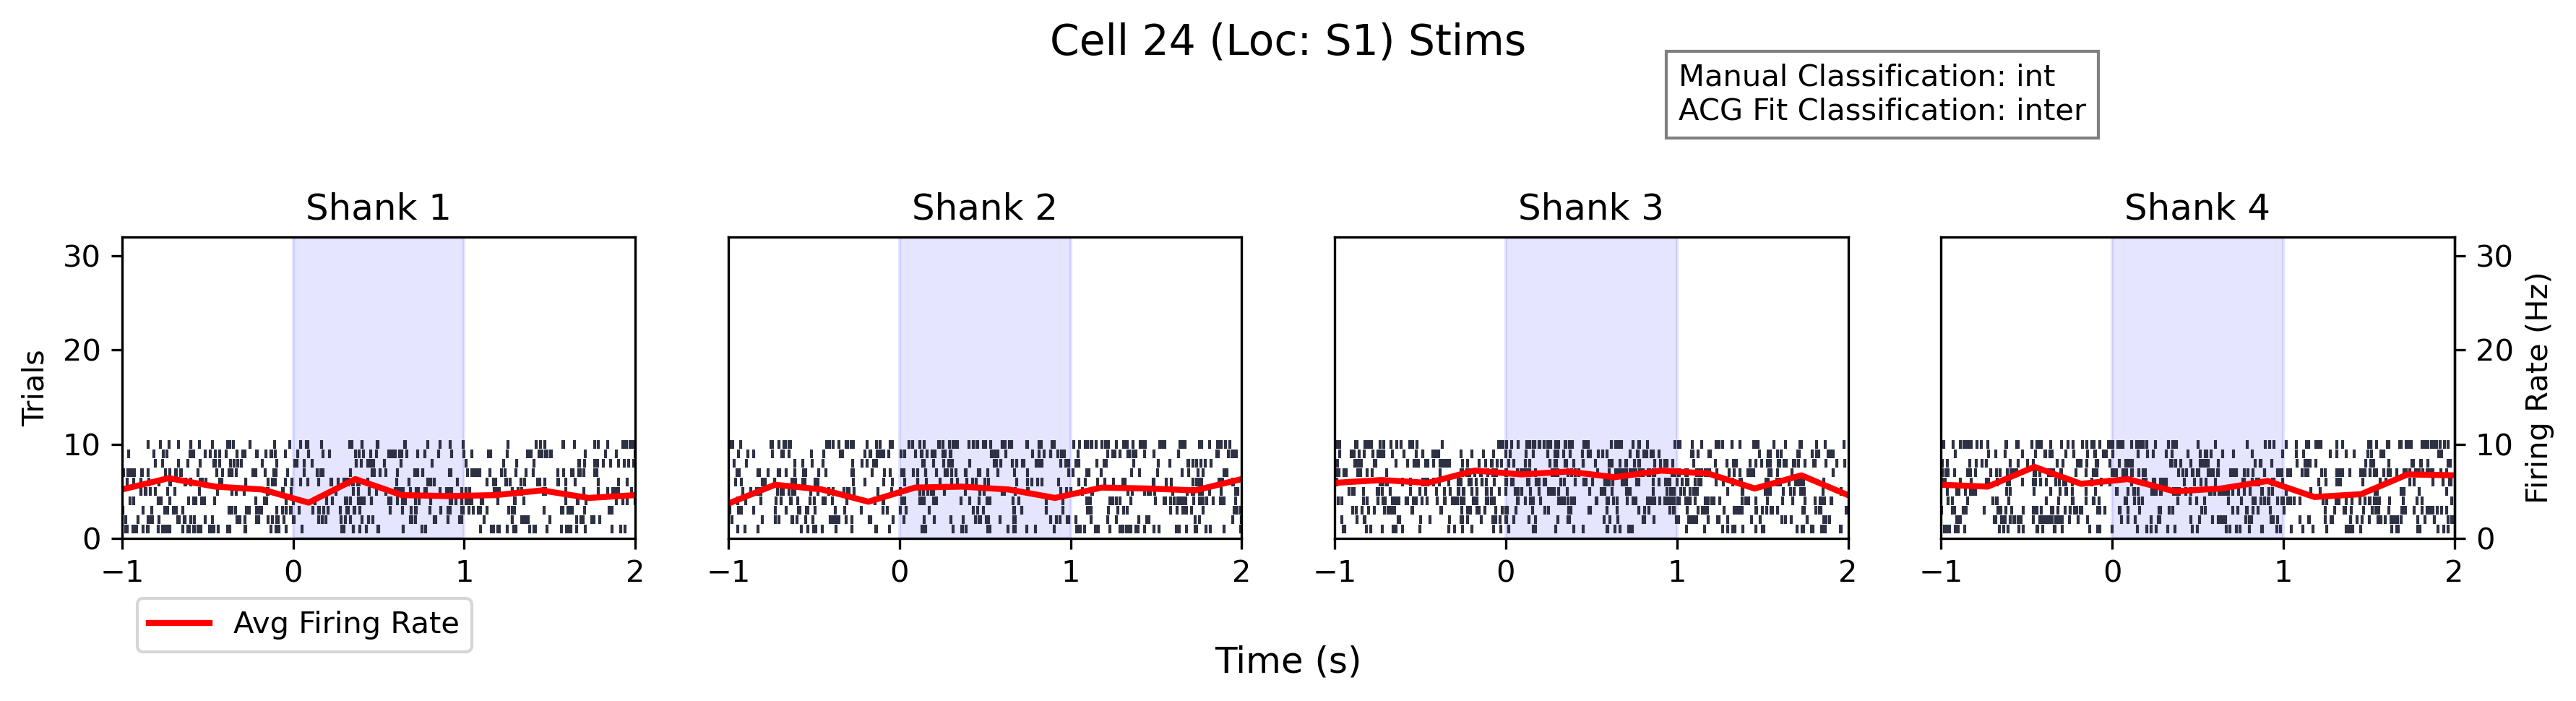 Cell 24 (Loc: S1) Stims
Manual Classification: int
ACG Fit Classification: inter
Shank 1
Shank 2
Shank 3
Shank 4
Trials
30
20
10
0
−1 0 1 2
−1 0 1 2
−1 0 1 2
−1 0 1 2
30
20
10
0
Firing Rate (Hz)
Avg Firing Rate
Time (s)